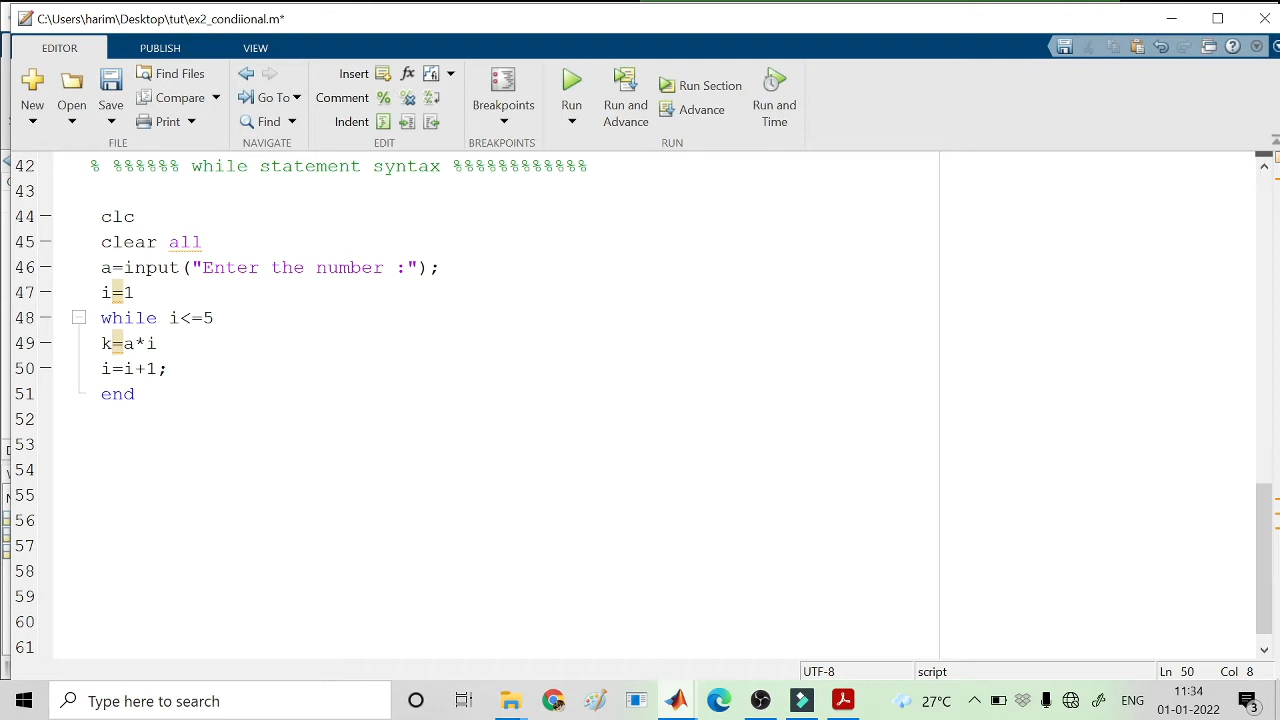 C:\Users\harim\Desktop\tut\ex2_condiional.m*
EDITOR PUBLISH VIEW
New Open Save Find Files Compare Print Go To Find Insert Comment Indent Breakpoints Run Run and Advance Run Section Advance Run and Time
FILE NAVIGATE EDIT BREAKPOINTS RUN
42 % %%%%%% while statement syntax %%%%%%%%%%%%
43
44 clc
45 clear all
46 a=input("Enter the number :");
47 i=1
48 while i<=5
49 k=a*i
50 i=i+1;
51 end
52
53
54
55
56
57
58
59
60
61
UTF-8 script Ln 50 Col 8
Type here to search 27°C ENG 11:34
01-01-2022 3